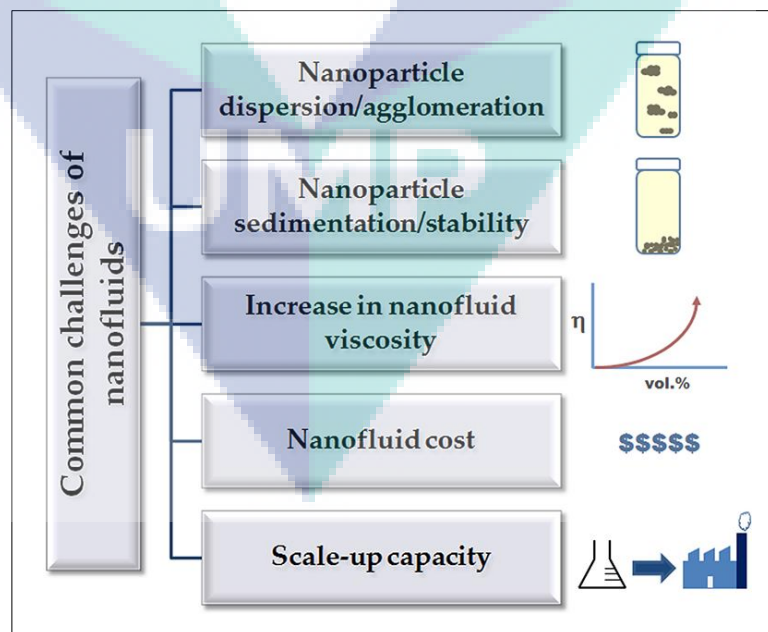 Common challenges of
nanofluids
Nanoparticle
dispersion/agglomeration
Nanoparticle
sedimentation/stability
Increase in nanofluid
viscosity
η
vol.%
Nanofluid cost
$$$$$
Scale-up capacity
UMP